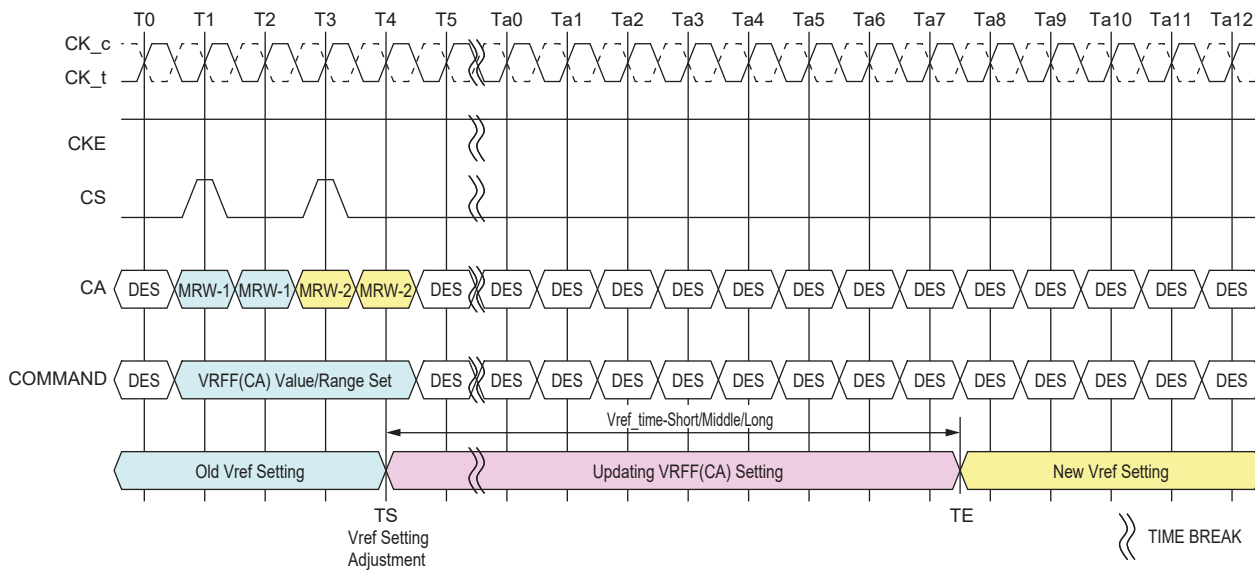 T0 T1 T2 T3 T4 T5 Ta0 Ta1 Ta2 Ta3 Ta4 Ta5 Ta6 Ta7 Ta8 Ta9 Ta10 Ta11 Ta12
CK_c
CK_t
CKE
CS
CA DES MRW-1 MRW-1 MRW-2 MRW-2 DES DES DES DES DES DES DES DES DES DES DES DES DES DES
COMMAND DES VRFF(CA) Value/Range Set DES DES DES DES DES DES DES DES DES DES DES DES DES DES
Vref_time-Short/Middle/Long
Old Vref Setting Updating VRFF(CA) Setting New Vref Setting
TS TE
Vref Setting
Adjustment
TIME BREAK